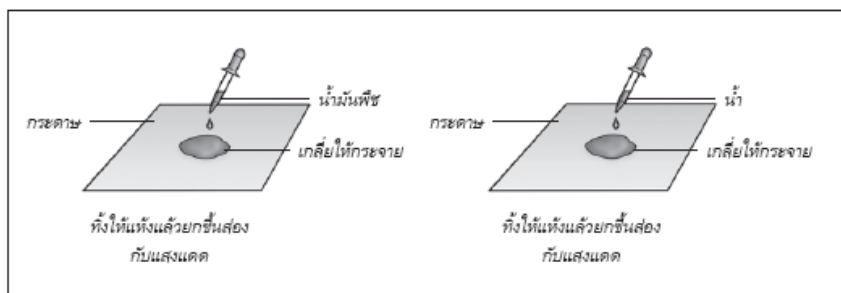 น้ำมันพืช
กระดาษ
เกลี่ยให้กระจาย
ทิ้งให้แห้งแล้วยกขึ้นส่อง
กับแสงแดด
น้ำ
กระดาษ
เกลี่ยให้กระจาย
ทิ้งให้แห้งแล้วยกขึ้นส่อง
กับแสงแดด